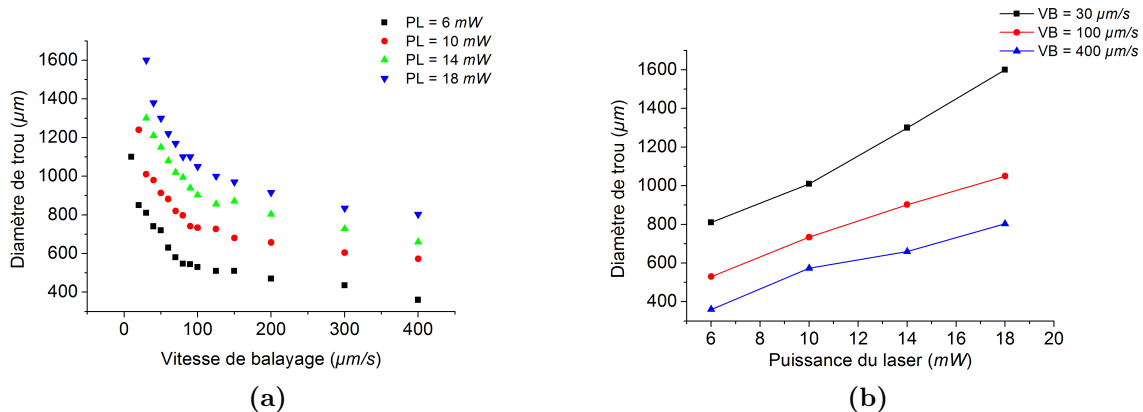 PL = 6 mW
PL = 10 mW
PL = 14 mW
PL = 18 mW
1600
1400
1200
1000
800
600
400
0
100
200
300
400
Diamètre de trou (µm)
Vitesse de balayage (µm/s)
(a)
VB = 30 µm/s
VB = 100 µm/s
VB = 400 µm/s
1600
1400
1200
1000
800
600
400
6
8
10
12
14
16
18
20
Diamètre de trou (µm)
Puissance du laser (mW)
(b)